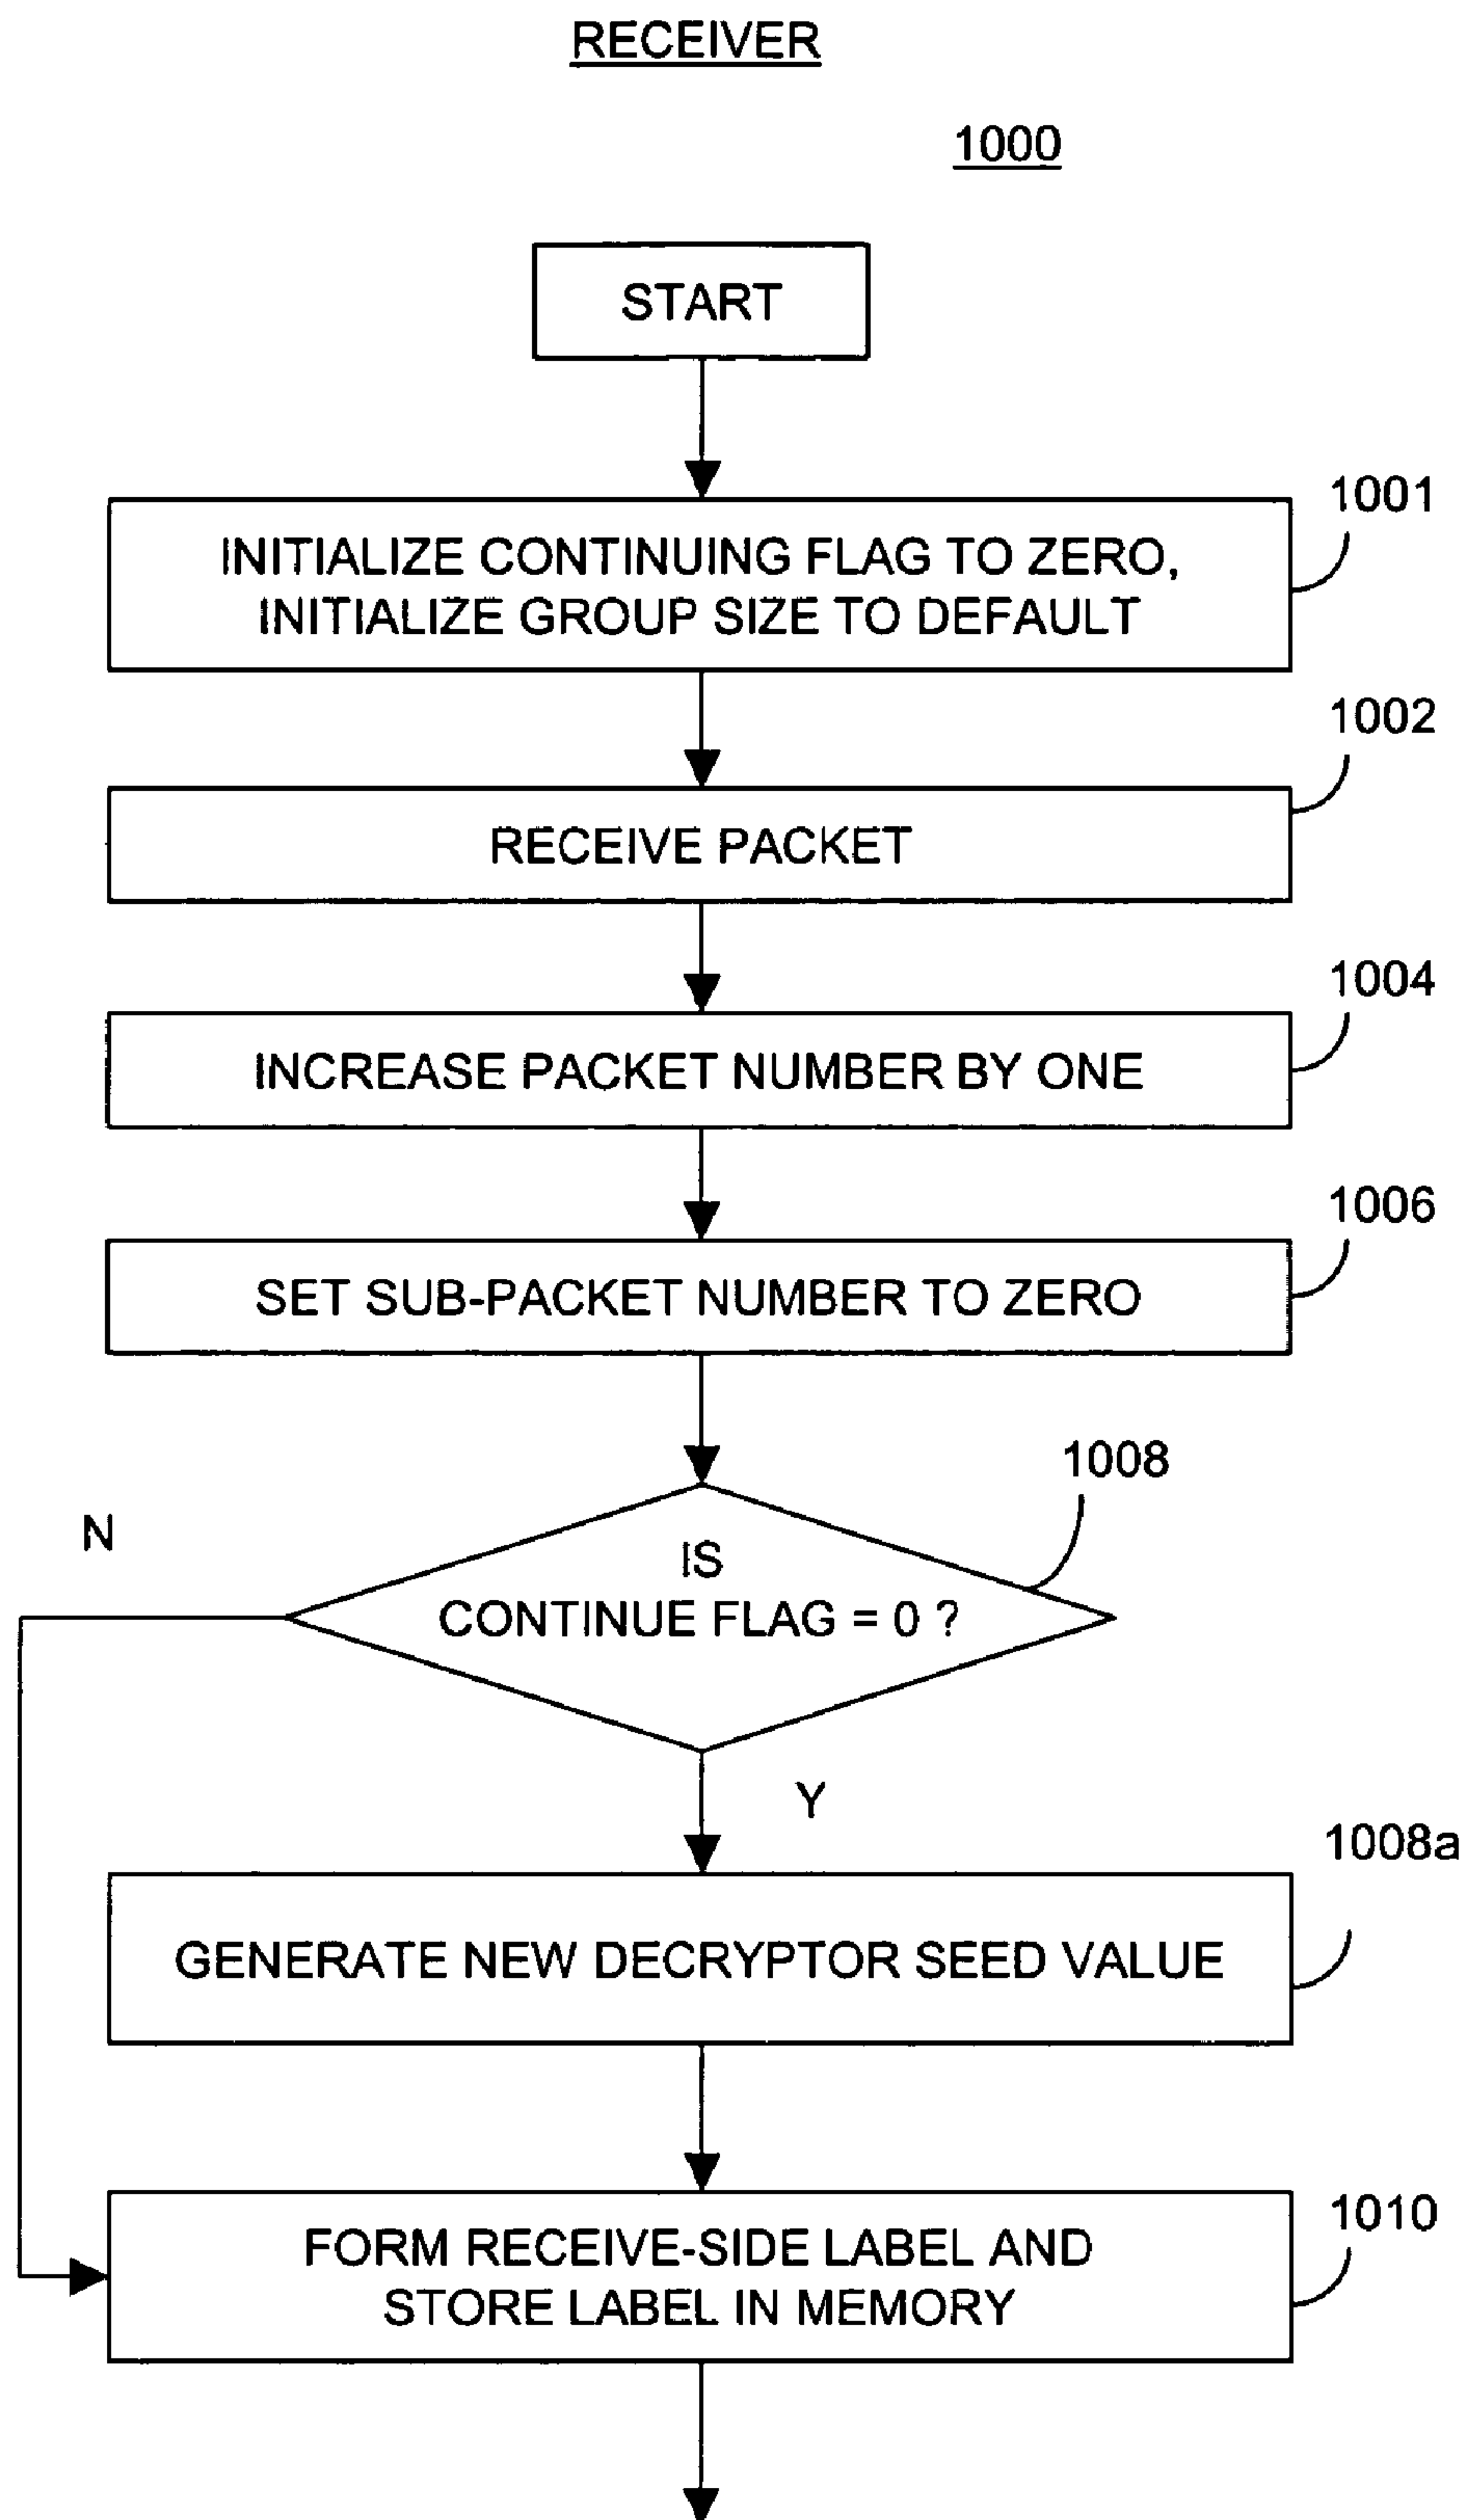 RECEIVER
1000
START
1001
INITIALIZE CONTINUING FLAG TO ZERO,
INITIALIZE GROUP SIZE TO DEFAULT
1002
RECEIVE PACKET
1004
INCREASE PACKET NUMBER BY ONE
1006
SET SUB-PACKET NUMBER TO ZERO
1008
N
IS
CONTINUE FLAG = 0 ?
Y
1008a
GENERATE NEW DECRYPTOR SEED VALUE
1010
FORM RECEIVE-SIDE LABEL AND
STORE LABEL IN MEMORY